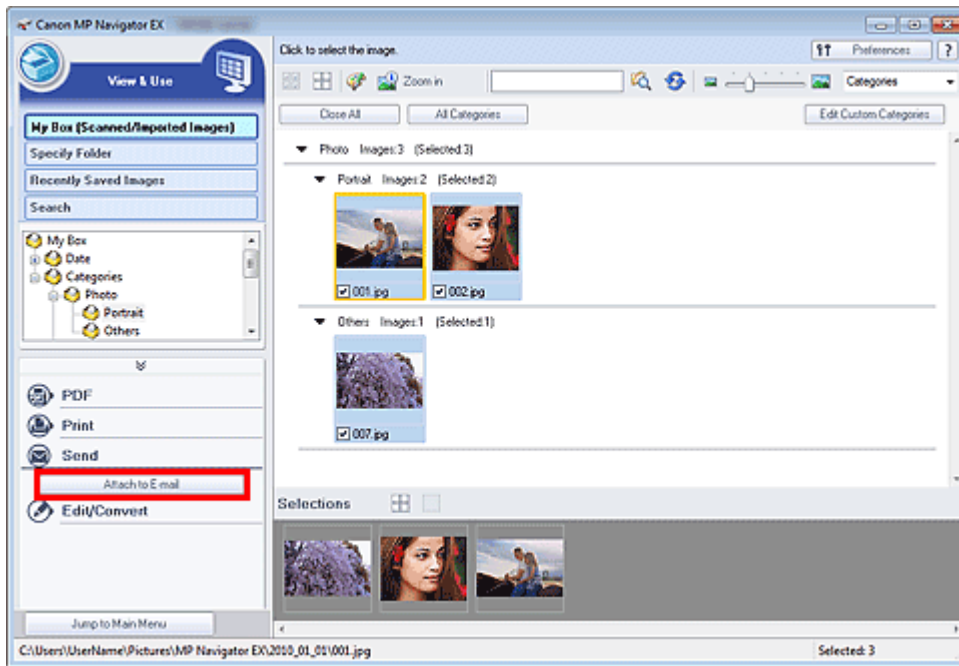 Canon MP Navigator EX
View & Use
My Box (Scanned/Imported Images)
Specify Folder
Recently Saved Images
Search
My Box
Date
Categories
Photo
Portrait
Others
PDF
Print
Send
Attach to E-mail
Edit/Convert
Jump to Main Menu
Click to select the image.
Preferences
?
Zoom in
Categories
Close All
All Categories
Edit Custom Categories
Photo Images:3 (Selected:3)
Portrait Images:2 (Selected:2)
001.jpg
002.jpg
Others Images:1 (Selected:1)
007.jpg
Selections
C:\Users\UserName\Pictures\MP Navigator EX\2010_01_01\001.jpg
Selected: 3